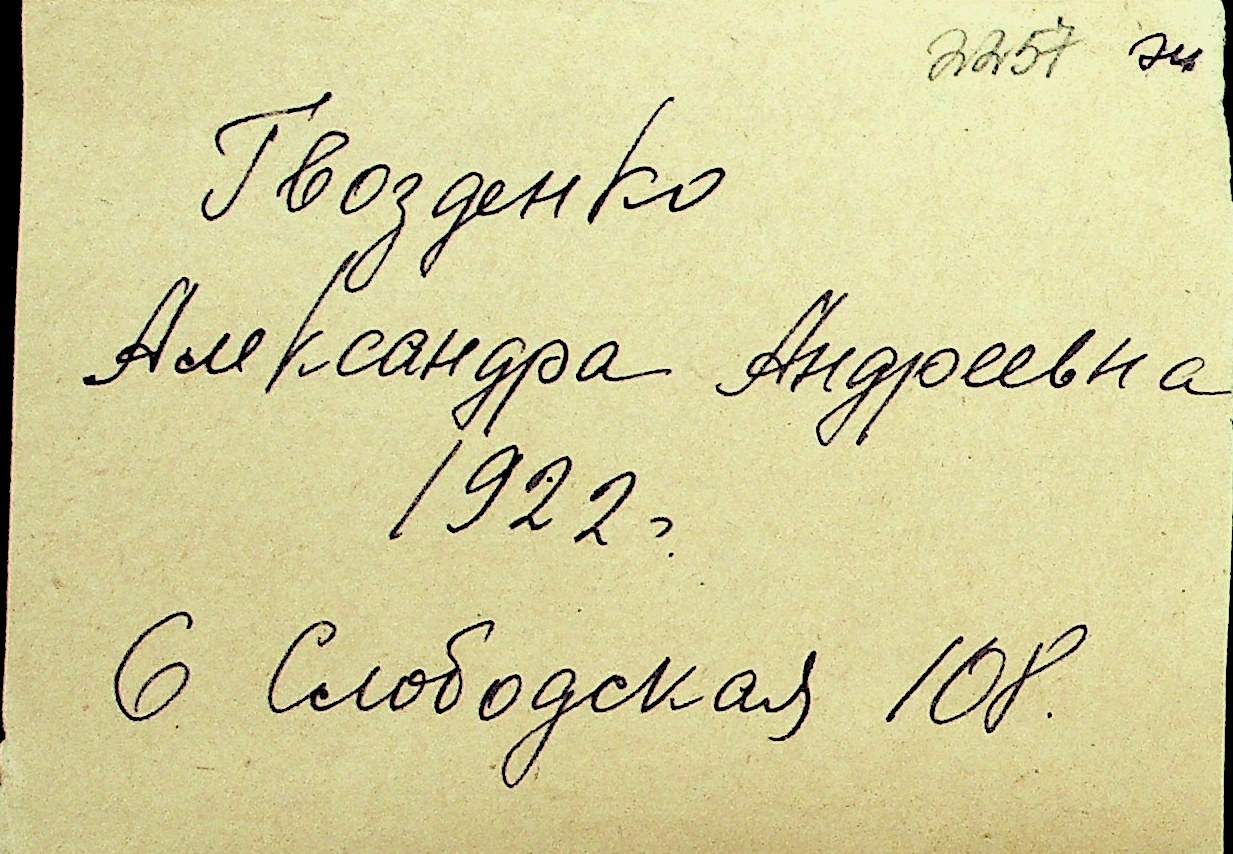 2257
Гвозденко
Александра Андреевна
1922 г.
6 Слободская 108.